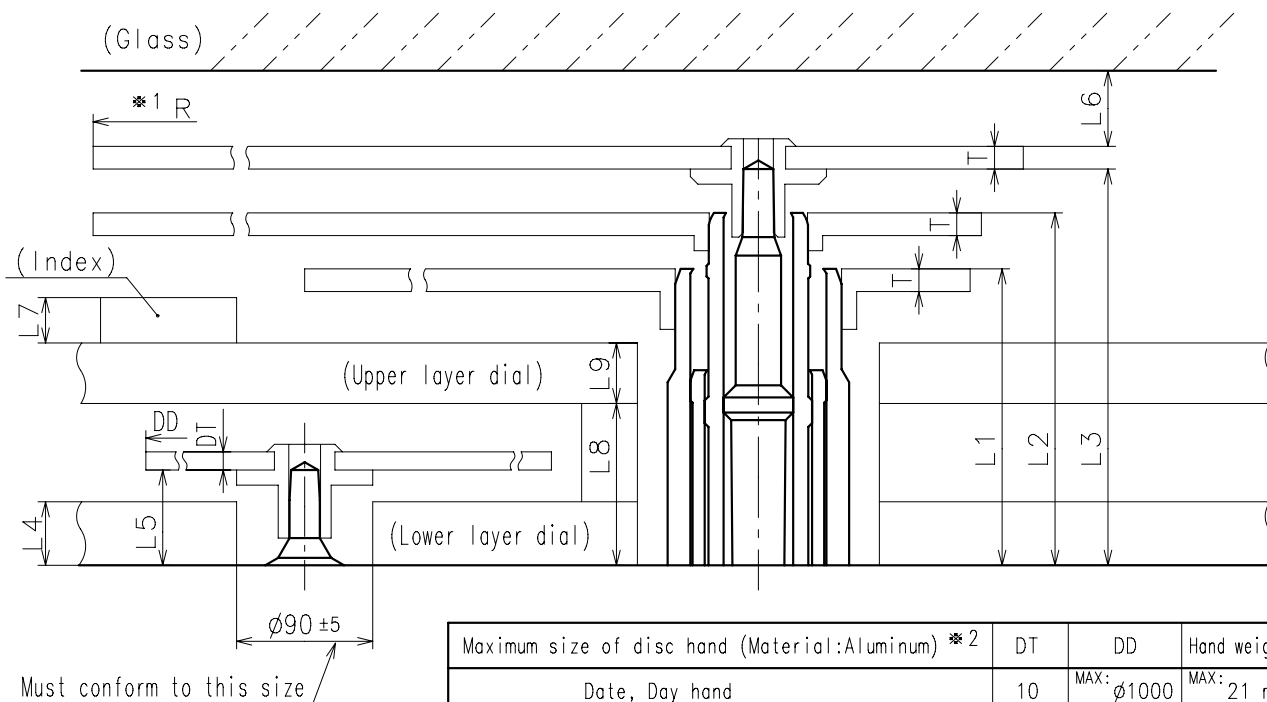 (Glass)
※1 R
L6
T
T
(Index)
T
L7
(Upper layer dial)
L9
DD
DT
L8
L1
L2
L3
L4
L5
(Lower layer dial)
(
(
Ø90 ±5
Must conform to this size
Maximum size of disc hand (Material:Aluminum) ※2 DT DD Hand
Date, Day hand 10 MAX: Ø1000 MAX: 21